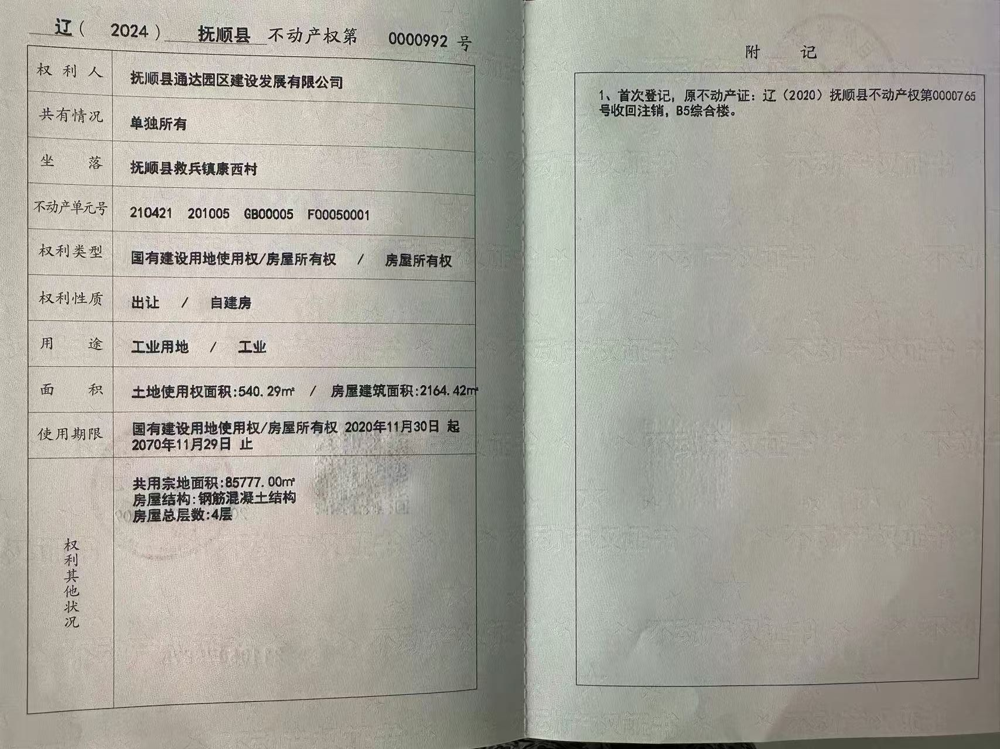 辽（ 2024 ） 抚顺县 不动产权第 0000992 号
权利人 抚顺县通达园区建设发展有限公司
共有情况 单独所有
坐落 抚顺县救兵镇康西村
不动产单元号 210421 201005 GB00005 F00050001
权利类型 国有建设用地使用权/房屋所有权 / 房屋所有权
权利性质 出让 / 自建房
用途 工业用地 / 工业
面积 土地使用权面积:540.29㎡ / 房屋建筑面积:2164.42㎡
使用期限 国有建设用地使用权/房屋所有权 2020年11月30日 起
2070年11月29日 止
权利其他状况
共用宗地面积:85777.00㎡
房屋结构:钢筋混凝土结构
房屋总层数:4层
附 记
1、首次登记，原不动产证：辽（2020）抚顺县不动产权第0000765
号收回注销，B5综合楼。